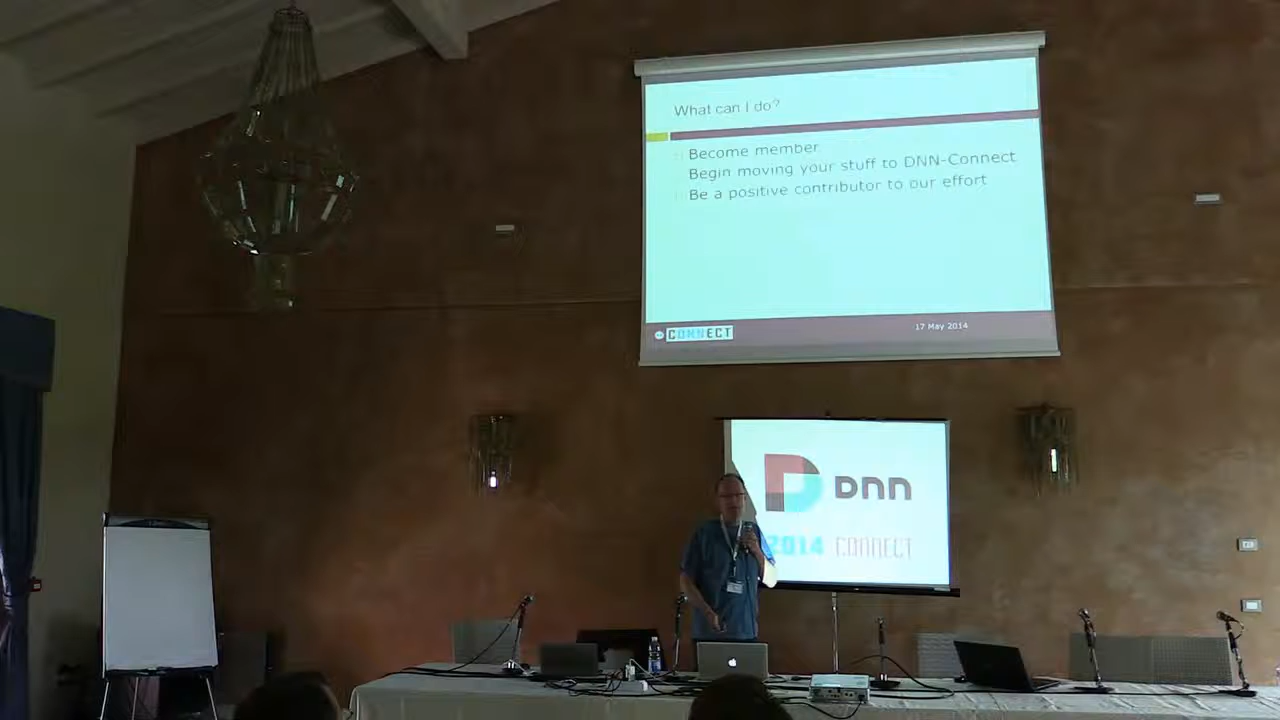 What can I do?
Become member
Begin moving your stuff to DNN-Connect
Be a positive contributor to our effort
CONNECT
17 May 2014
DNN
2014 CONNECT